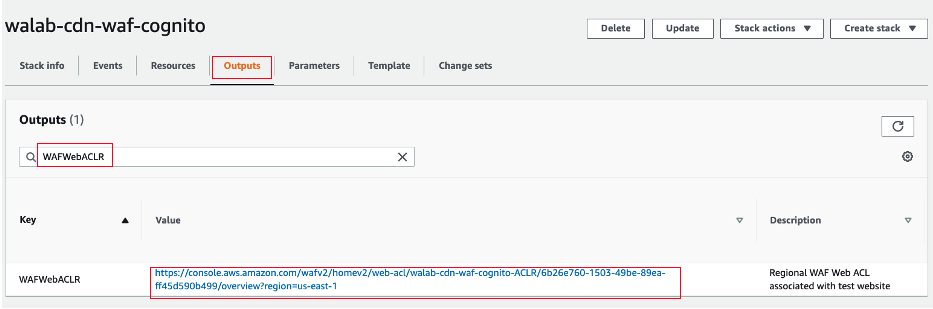 walab-cdn-waf-cognito
Delete
Update
Stack actions
Create stack
Stack info
Events
Resources
Outputs
Parameters
Template
Change sets
Outputs (1)
WAFWebACLR
Key
Value
Description
WAFWebACLR
https://console.aws.amazon.com/wafv2/homev2/web-acl/walab-cdn-waf-cognito-ACLR/6b26e760-1503-49be-89ea-
ff45d590b499/overview?region=us-east-1
Regional WAF Web ACL
associated with test website